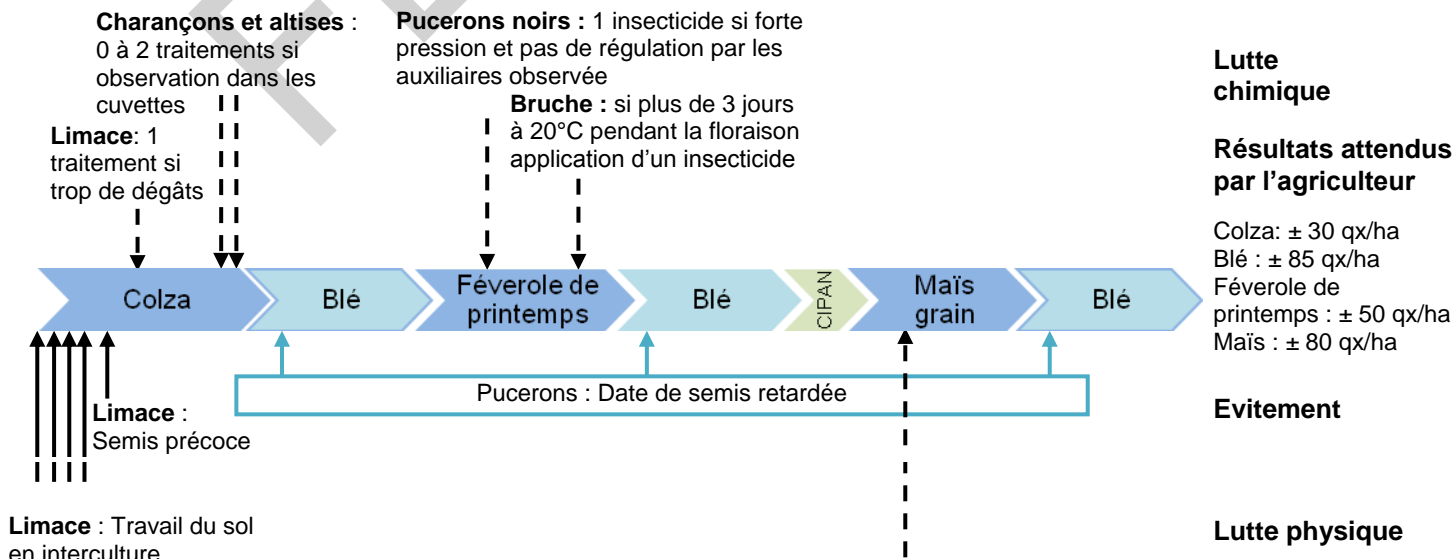 Charançons et altises :
0 à 2 traitements si
observation dans les
cuvettes
Pucerons noirs : 1 insecticide si forte
pression et pas de régulation par les
auxiliaires observée
Bruche : si plus de 3 jours
à 20°C pendant la floraison
application d’un insecticide
Limace: 1
traitement si
trop de dégâts
Lutte
chimique
Résultats attendus
par l’agriculteur
Colza: ± 30 qx/ha
Blé : ± 85 qx/ha
Féverole de
printemps : ± 50 qx/ha
Maïs : ± 80 qx/ha
Colza
Blé
Féverole de
printemps
Blé
CIPAN
Maïs
grain
Blé
Pucerons : Date de semis retardée
Limace :
Semis précoce
Evitement
Limace : Travail du sol
en interculture
Lutte physique